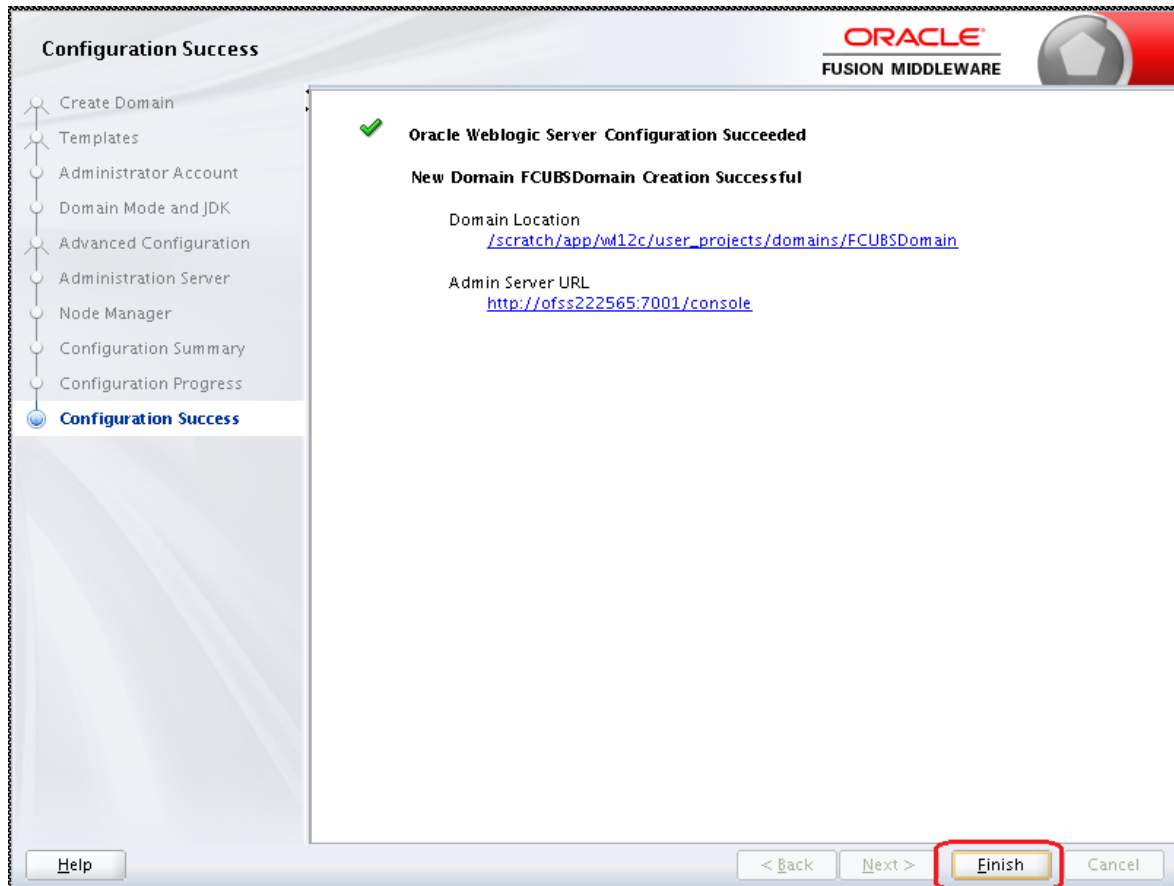 Configuration Success
ORACLE
FUSION MIDDLEWARE
Create Domain
Templates
Administrator Account
Domain Mode and JDK
Advanced Configuration
Administration Server
Node Manager
Configuration Summary
Configuration Progress
Configuration Success
Oracle Weblogic Server Configuration Succeeded
New Domain FCUBSDomain Creation Successful
Domain Location
/scratch/app/wl12c/user_projects/domains/FCUBSDomain
Admin Server URL
http://ofss222565:7001/console
Help
< Back
Next >
Finish
Cancel